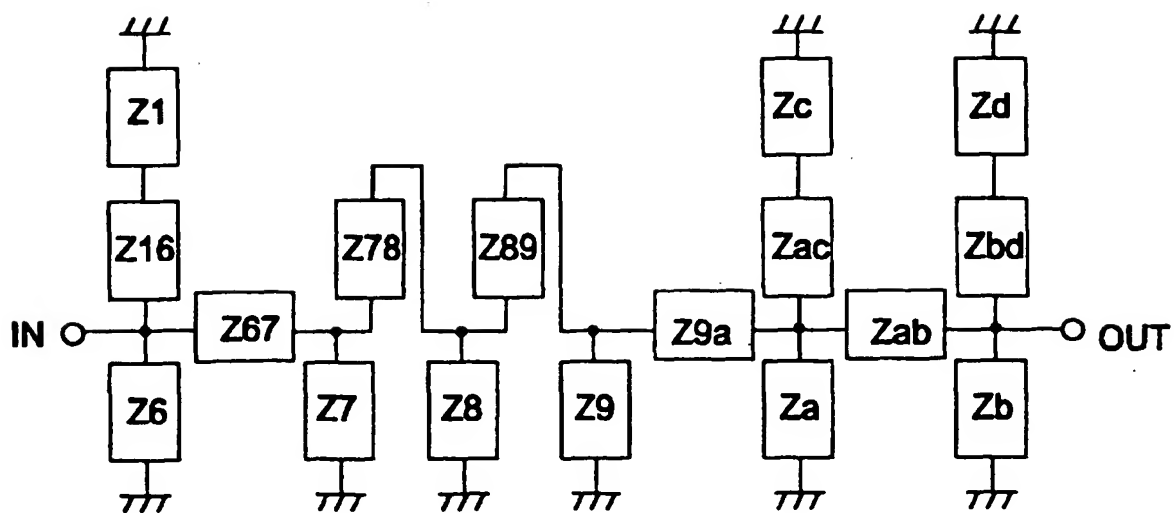 Z1 Zc Zd
Z16 Z78 Z89 Zac Zbd
IN Z67 Z9a Zab OUT
Z6 Z7 Z8 Z9 Za Zb